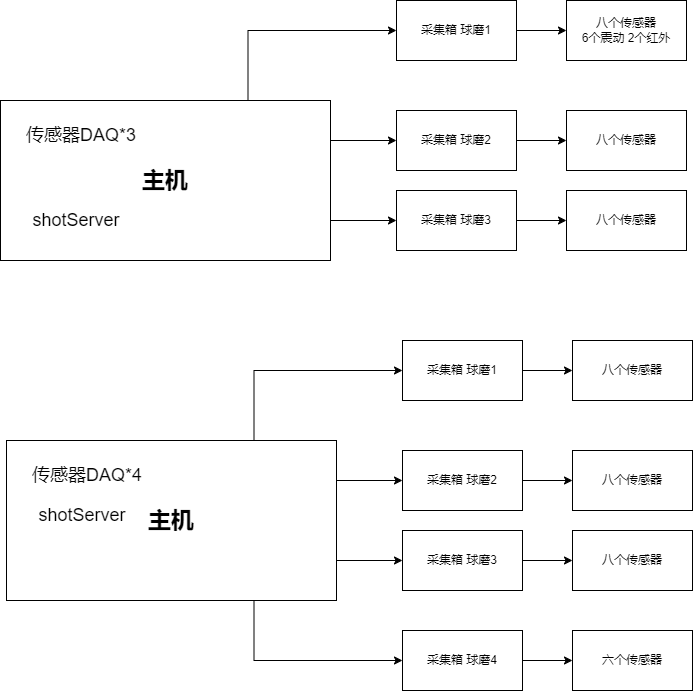 采集箱 球磨1
八个传感器
6个震动 2个红外
传感器DAQ*3
主机
shotServer
采集箱 球磨2
八个传感器
采集箱 球磨3
八个传感器
采集箱 球磨1
八个传感器
传感器DAQ*4
shotServer
主机
采集箱 球磨2
八个传感器
采集箱 球磨3
八个传感器
采集箱 球磨4
六个传感器